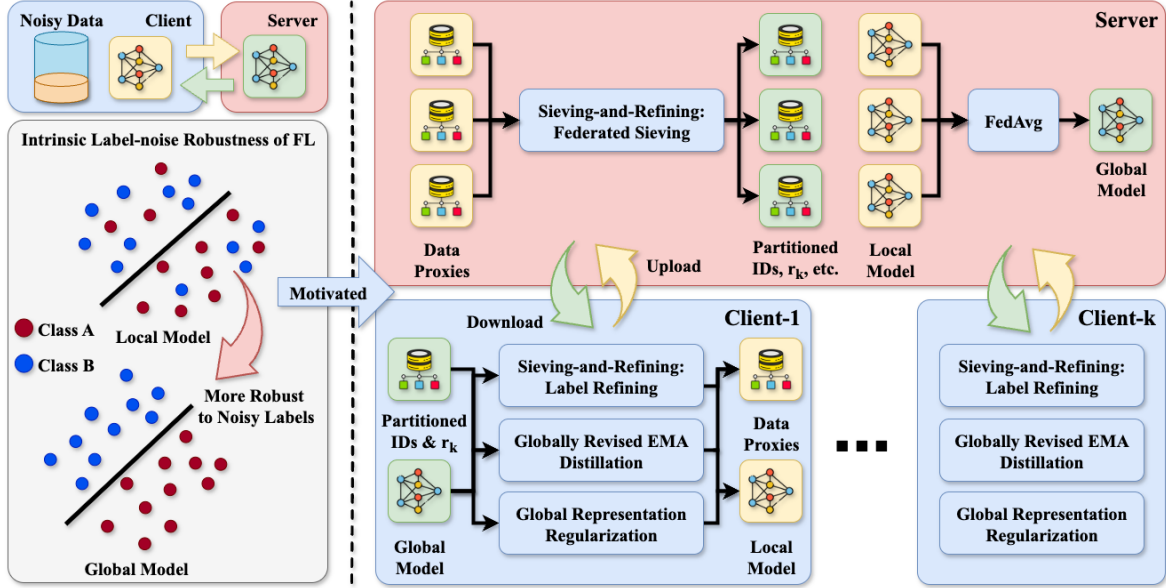 Noisy Data
Client
Server
Intrinsic Label-noise Robustness of FL
Local Model
Class A
Class B
More Robust
to Noisy Labels
Global Model
Motivated
Server
Data
Proxies
Sieving-and-Refining:
Federated Sieving
Partitioned
IDs, rₖ, etc.
Local
Model
FedAvg
Global
Model
Upload
Download
Client-1
Partitioned
IDs & rₖ
Global
Model
Sieving-and-Refining:
Label Refining
Globally Revised EMA
Distillation
Global Representation
Regularization
Data
Proxies
Local
Model
Client-k
Sieving-and-Refining:
Label Refining
Globally Revised EMA
Distillation
Global Representation
Regularization